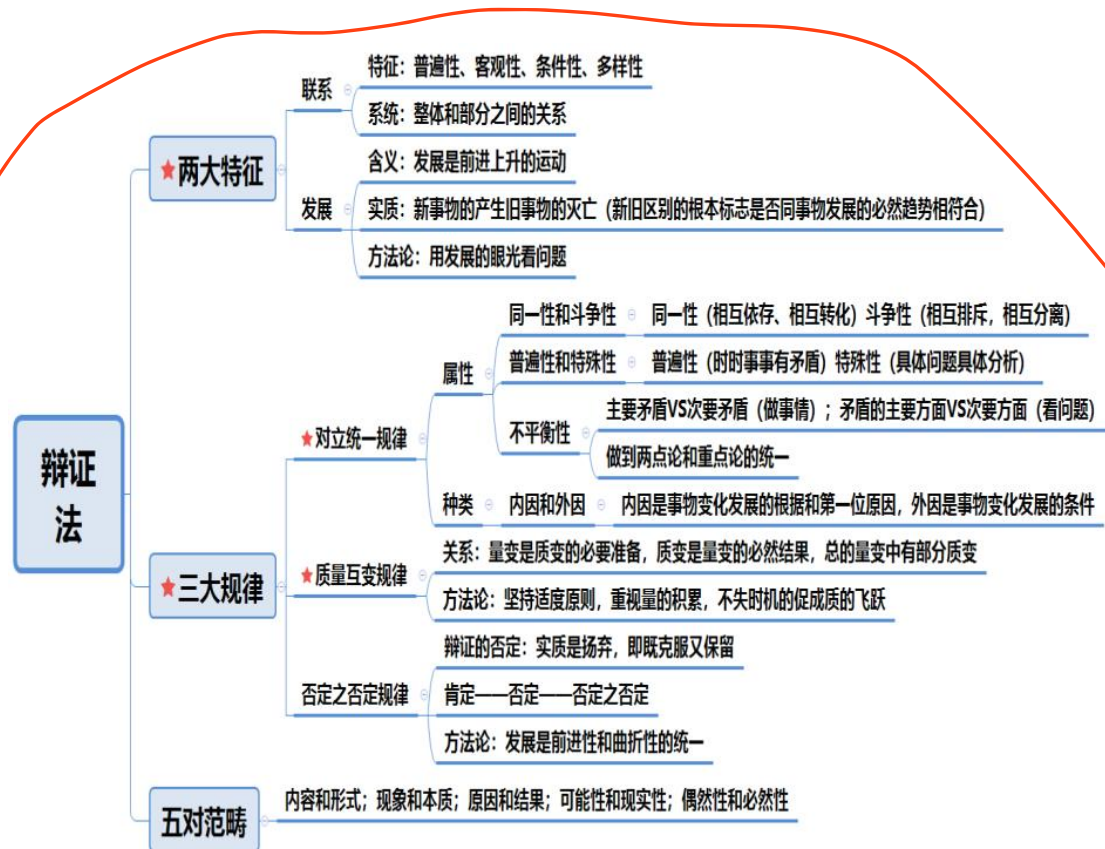 辩证法
★两大特征
联系
特征：普遍性、客观性、条件性、多样性
系统：整体和部分之间的关系
发展
含义：发展是前进上升的运动
实质：新事物的产生旧事物的灭亡（新旧区别的根本标志是否同事物发展的必然趋势相符合）
方法论：用发展的眼光看问题
★三大规律
★对立统一规律
属性
同一性和斗争性
同一性（相互依存、相互转化）斗争性（相互排斥，相互分离）
普遍性和特殊性
普遍性（时时事事有矛盾）特殊性（具体问题具体分析）
不平衡性
主要矛盾VS次要矛盾（做事情）；矛盾的主要方面VS次要方面（看问题）
做到两点论和重点论的统一
种类
内因和外因
内因是事物变化发展的根据和第一位原因，外因是事物变化发展的条件
★质量互变规律
关系：量变是质变的必要准备，质变是量变的必然结果，总的量变中有部分质变
方法论：坚持适度原则，重视量的积累，不失时机的促成质的飞跃
否定之否定规律
辩证的否定：实质是扬弃，即既克服又保留
肯定——否定——否定之否定
方法论：发展是前进性和曲折性的统一
五对范畴
内容和形式；现象和本质；原因和结果；可能性和现实性；偶然性和必然性